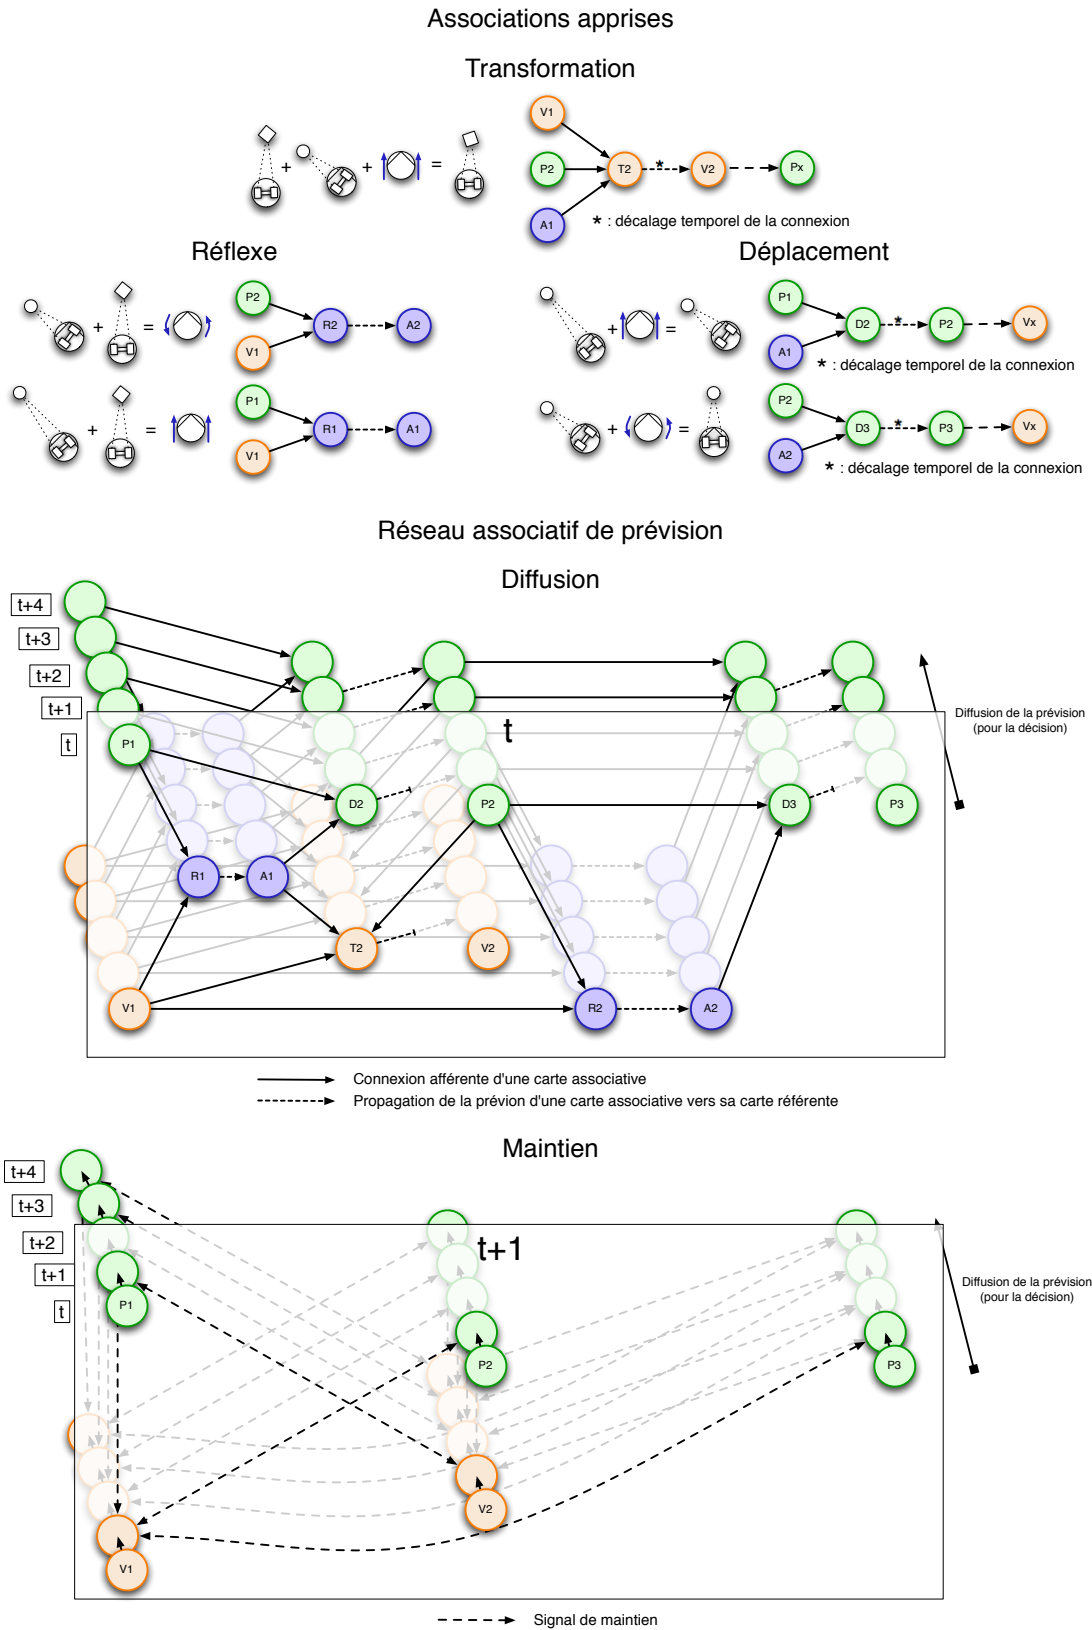 Associations apprises
Transformation
V1
P2
T2
*
V2
Px
A1
* : décalage temporel de la connexion
+ + =
Réflexe
Déplacement
P2
R2
A2
V1
+ =
P1
D2
*
P2
Vx
A1
+ =
* : décalage temporel de la connexion
P1
R1
A1
V1
+ =
P2
D3
*
P3
Vx
A2
+ =
* : décalage temporel de la connexion
Réseau associatif de prévision
Diffusion
t+4
t+3
t+2
t+1
t
t
Diffusion de la prévision
(pour la décision)
P1
D2
P2
D3
P3
R1
A1
T2
V2
V1
R2
A2
Connexion afférente d'une carte associative
Propagation de la prévion d'une carte associative vers sa carte référente
Maintien
t+4
t+3
t+2
t+1
t
t+1
Diffusion de la prévision
(pour la décision)
P1
P2
P3
V2
V1
Signal de maintien